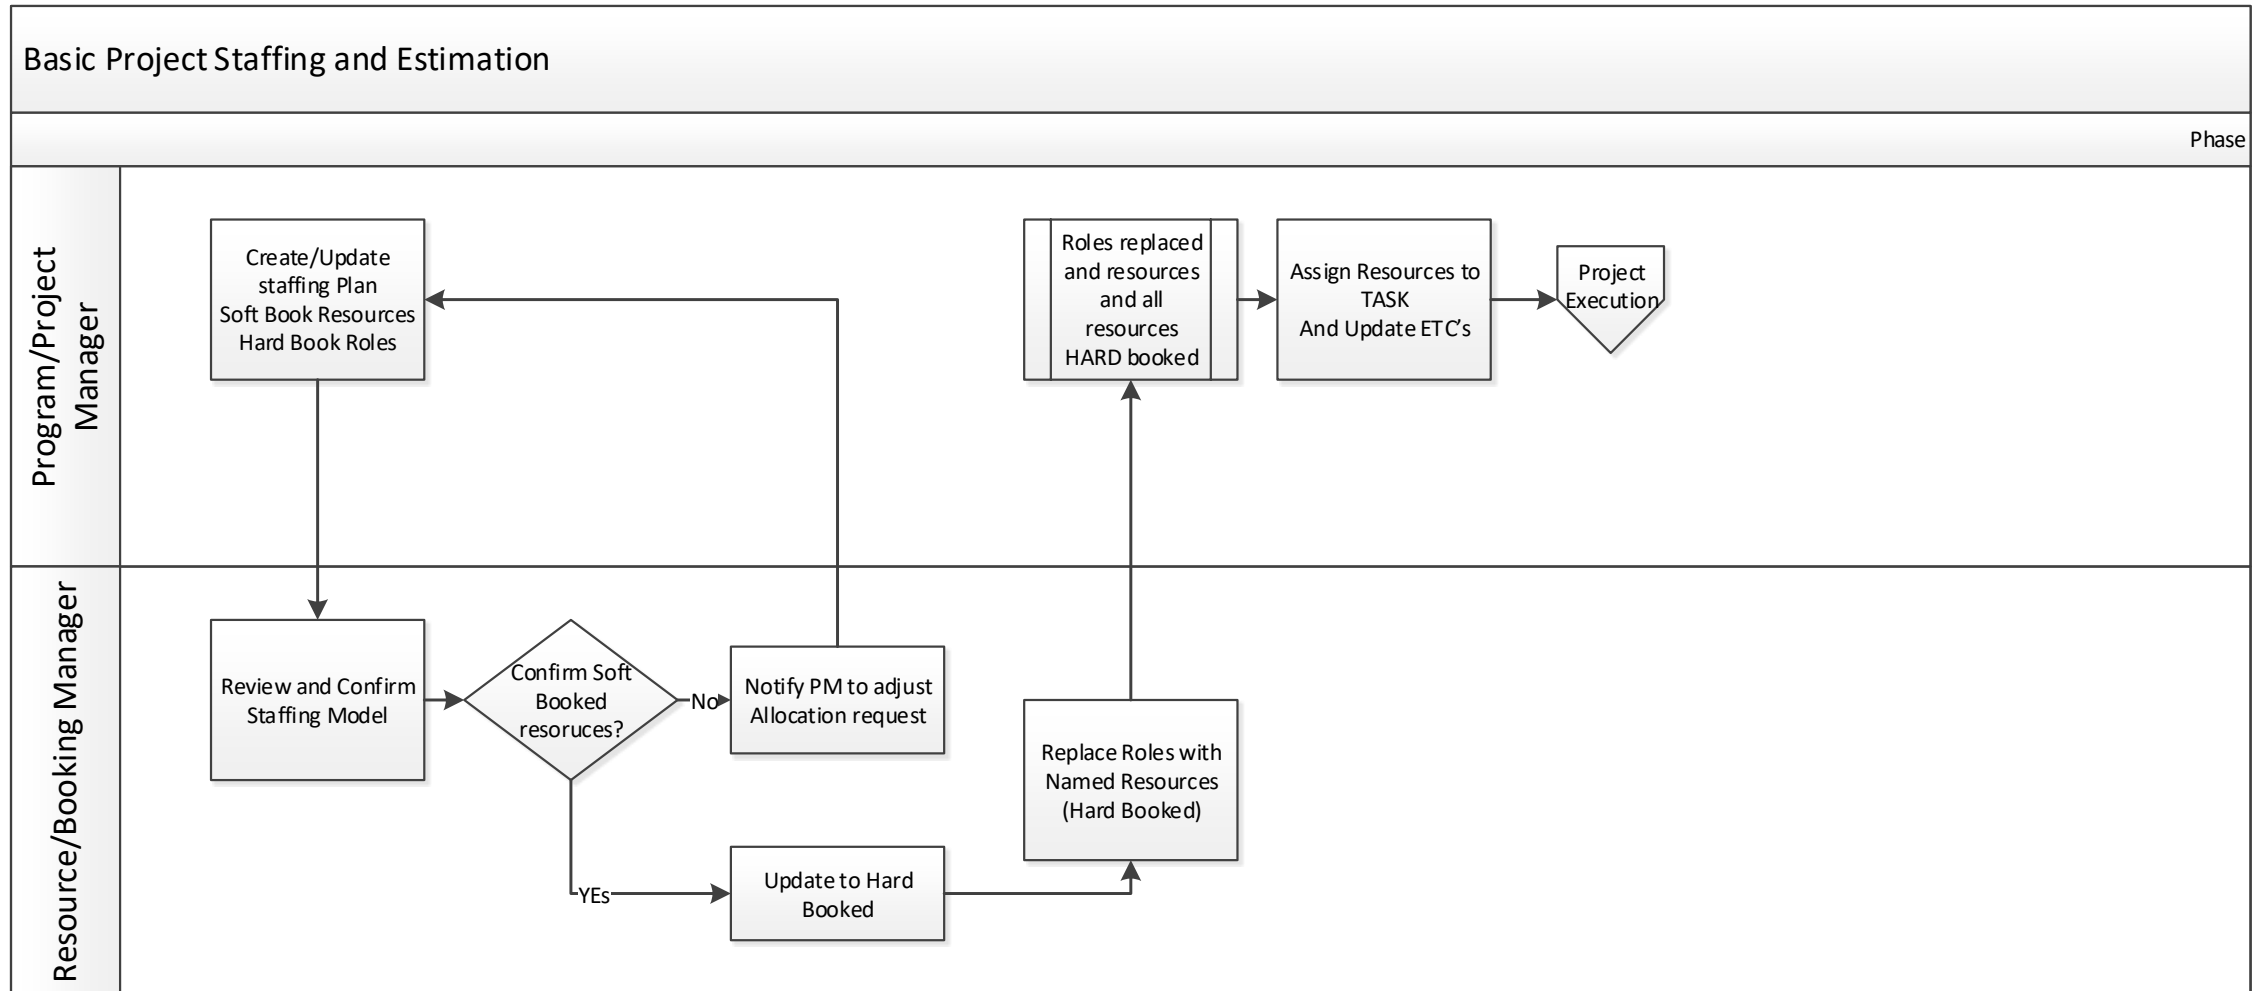 Basic Project Staffing and Estimation
Phase
Program/Project
Manager
Create/Update
staffing Plan
Soft Book Resources
Hard Book Roles
Roles replaced
and resources
and all
resources
HARD booked
Assign Resources to
TASK
And Update ETC's
Project
Execution
Resource/Booking Manager
Review and Confirm
Staffing Model
Confirm Soft
Booked
resoruces?
No
Notify PM to adjust
Allocation request
YEs
Update to Hard
Booked
Replace Roles with
Named Resources
(Hard Booked)